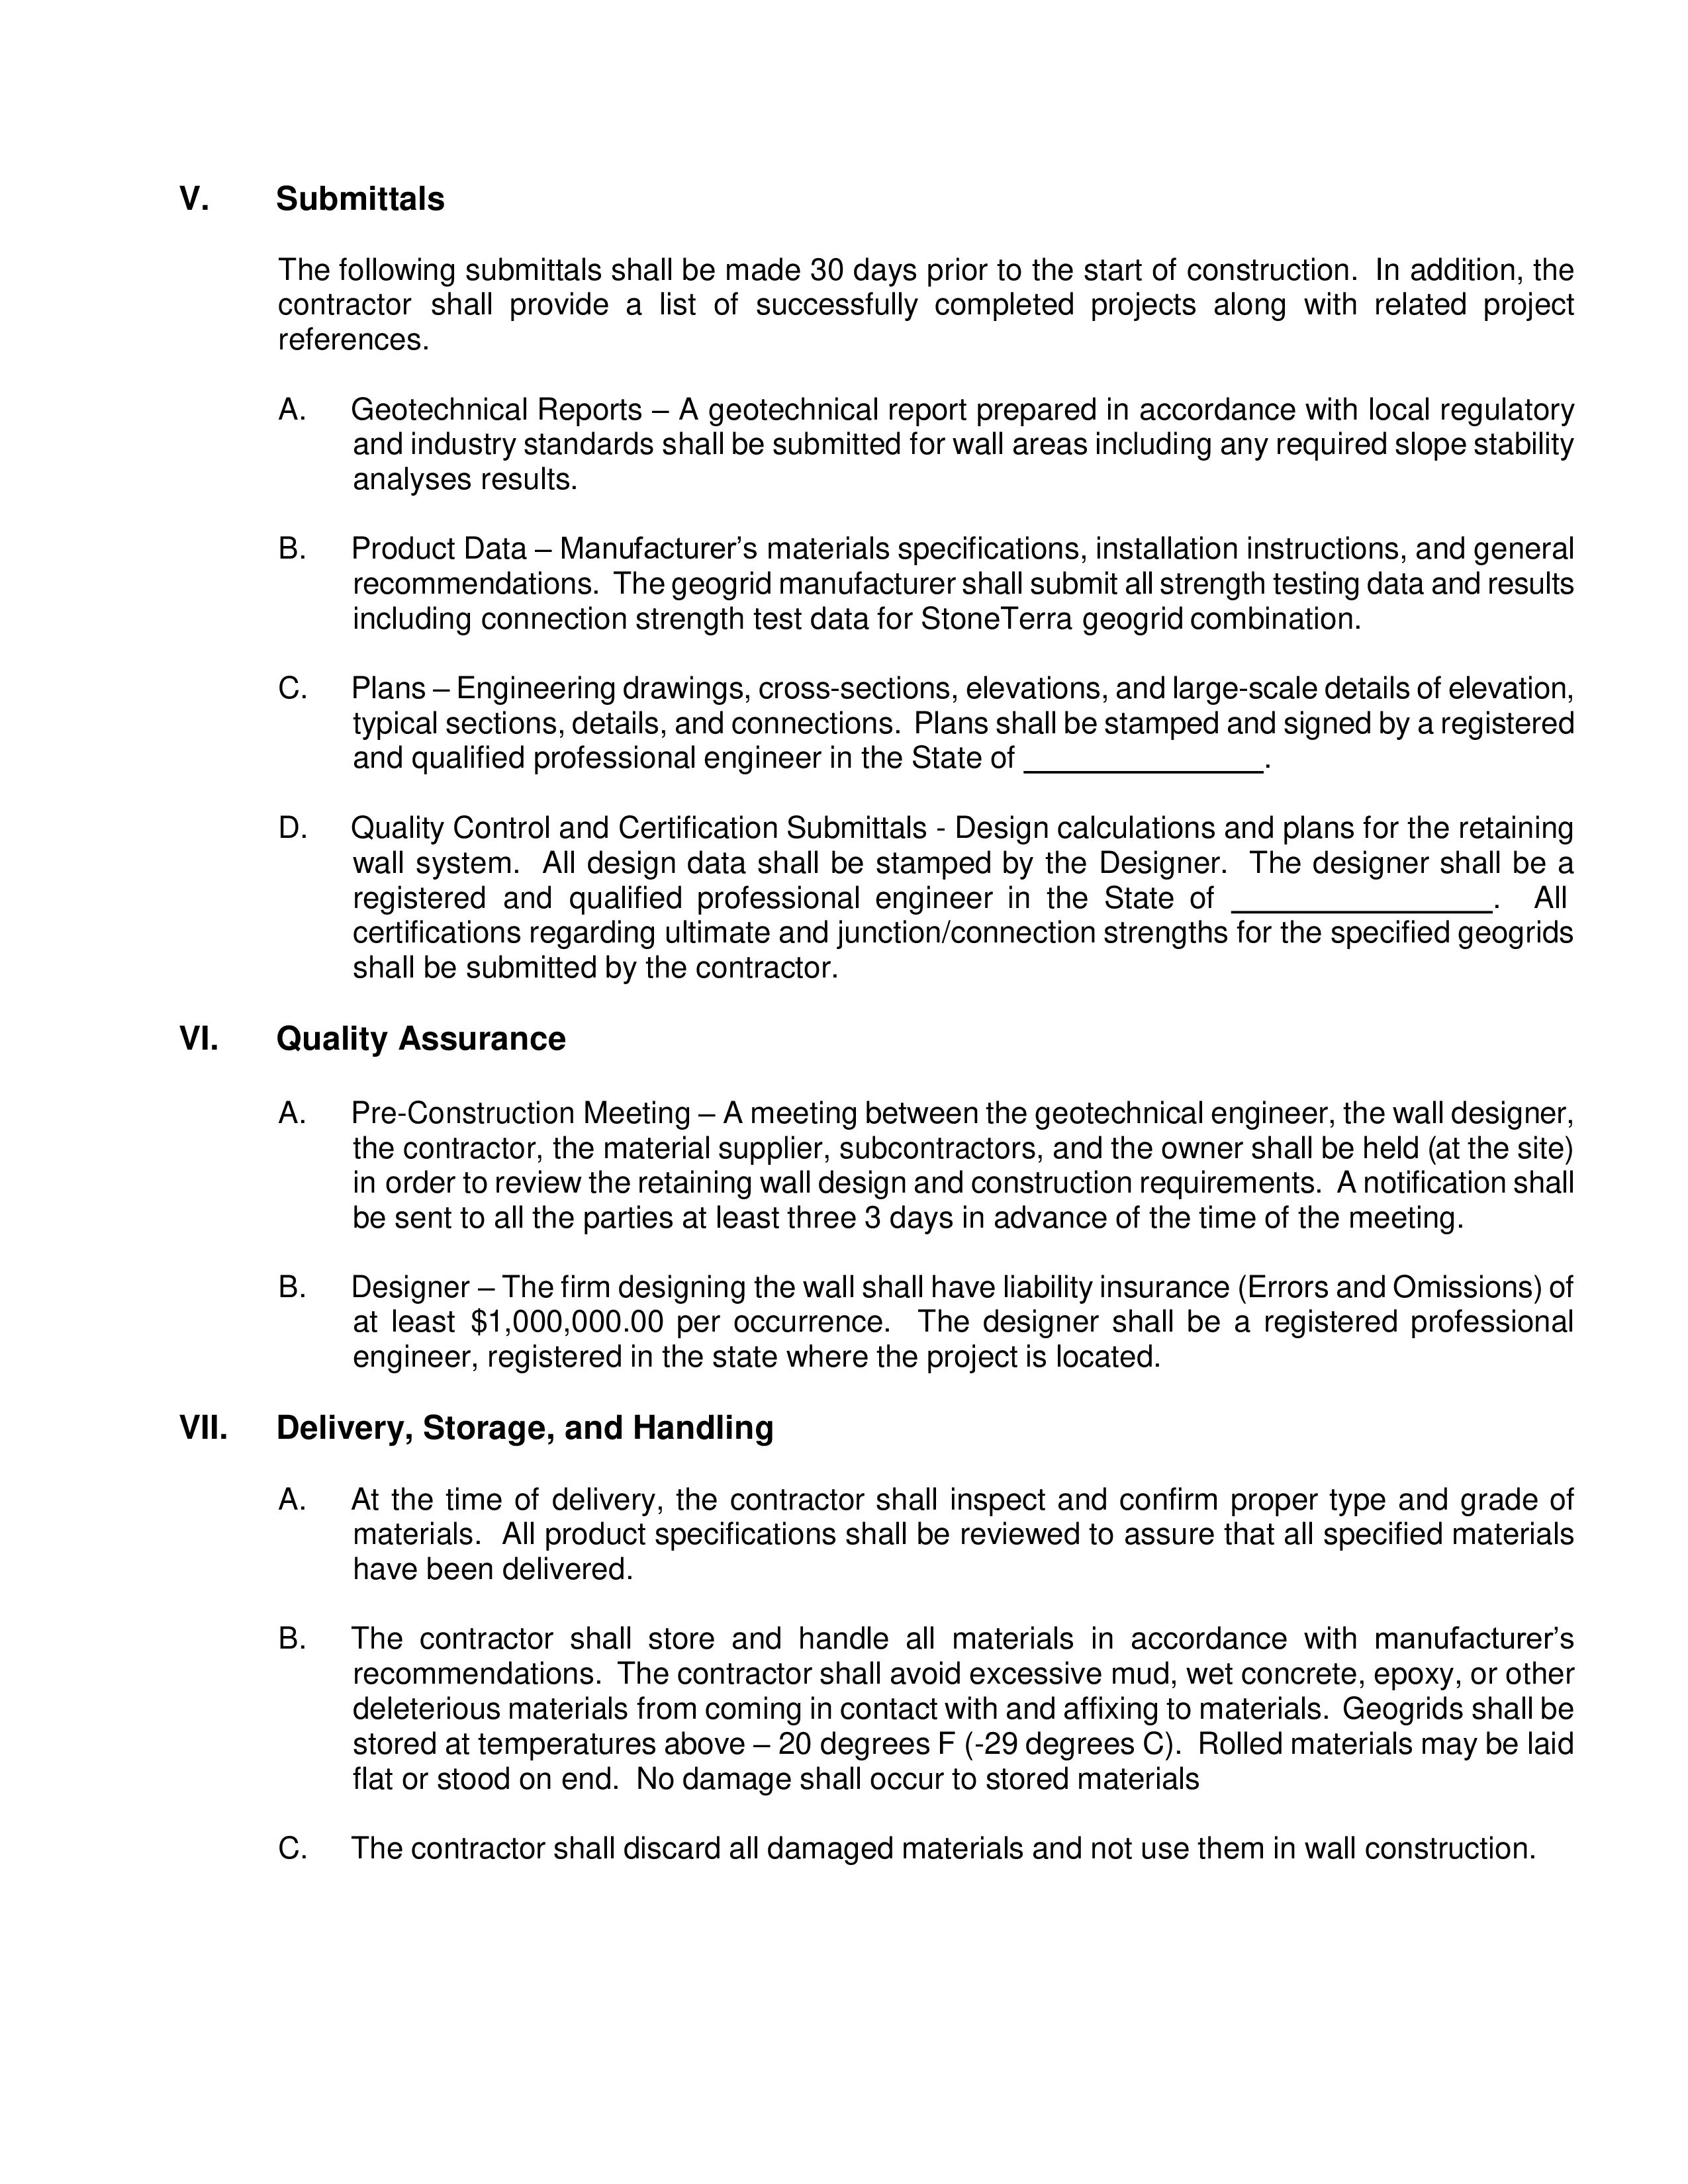 V. Submittals
The following submittals shall be made 30 days prior to the start of construction. In addition, the
contractor shall provide a list of successfully completed projects along with related project
references.
A. Geotechnical Reports – A geotechnical report prepared in accordance with local regulatory
and industry standards shall be submitted for wall areas including any required slope stability
analyses results.
B. Product Data – Manufacturer’s materials specifications, installation instructions, and general
recommendations. The geogrid manufacturer shall submit all strength testing data and results
including connection strength test data for StoneTerra geogrid combination.
C. Plans – Engineering drawings, cross-sections, elevations, and large-scale details of elevation,
typical sections, details, and connections. Plans shall be stamped and signed by a registered
and qualified professional engineer in the State of _______________.
D. Quality Control and Certification Submittals - Design calculations and plans for the retaining
wall system. All design data shall be stamped by the Designer. The designer shall be a
registered and qualified professional engineer in the State of ________________. All
certifications regarding ultimate and junction/connection strengths for the specified geogrids
shall be submitted by the contractor.
VI. Quality Assurance
A. Pre-Construction Meeting – A meeting between the geotechnical engineer, the wall designer,
the contractor, the material supplier, subcontractors, and the owner shall be held (at the site)
in order to review the retaining wall design and construction requirements. A notification shall
be sent to all the parties at least three 3 days in advance of the time of the meeting.
B. Designer – The firm designing the wall shall have liability insurance (Errors and Omissions) of
at least $1,000,000.00 per occurrence. The designer shall be a registered professional
engineer, registered in the state where the project is located.
VII. Delivery, Storage, and Handling
A. At the time of delivery, the contractor shall inspect and confirm proper type and grade of
materials. All product specifications shall be reviewed to assure that all specified materials
have been delivered.
B. The contractor shall store and handle all materials in accordance with manufacturer’s
recommendations. The contractor shall avoid excessive mud, wet concrete, epoxy, or other
deleterious materials from coming in contact with and affixing to materials. Geogrids shall be
stored at temperatures above – 20 degrees F (-29 degrees C). Rolled materials may be laid
flat or stood on end. No damage shall occur to stored materials
C. The contractor shall discard all damaged materials and not use them in wall construction.